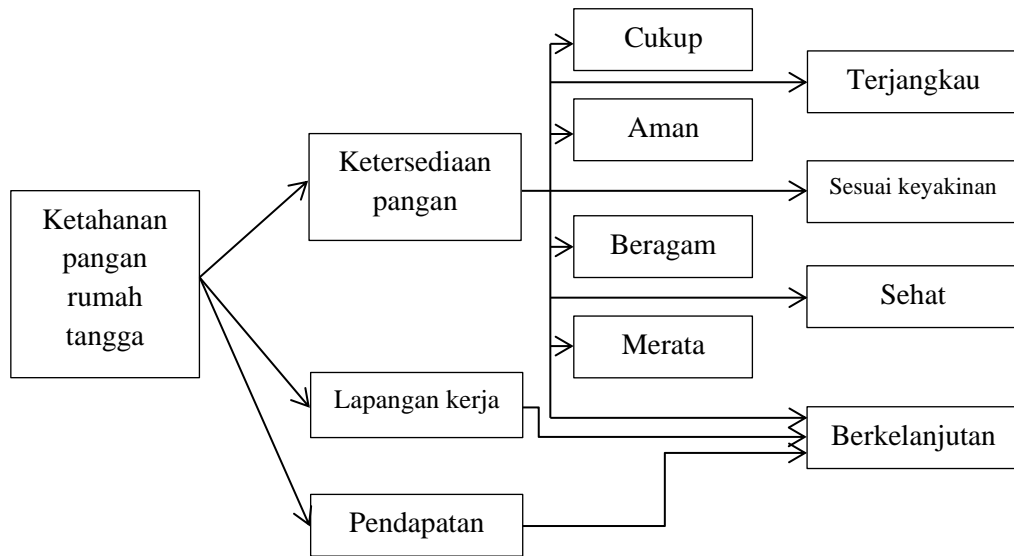 Ketahanan
pangan
rumah
tangga
Ketersediaan
pangan
Lapangan kerja
Pendapatan
Cukup
Aman
Beragam
Merata
Terjangkau
Sesuai keyakinan
Sehat
Berkelanjutan